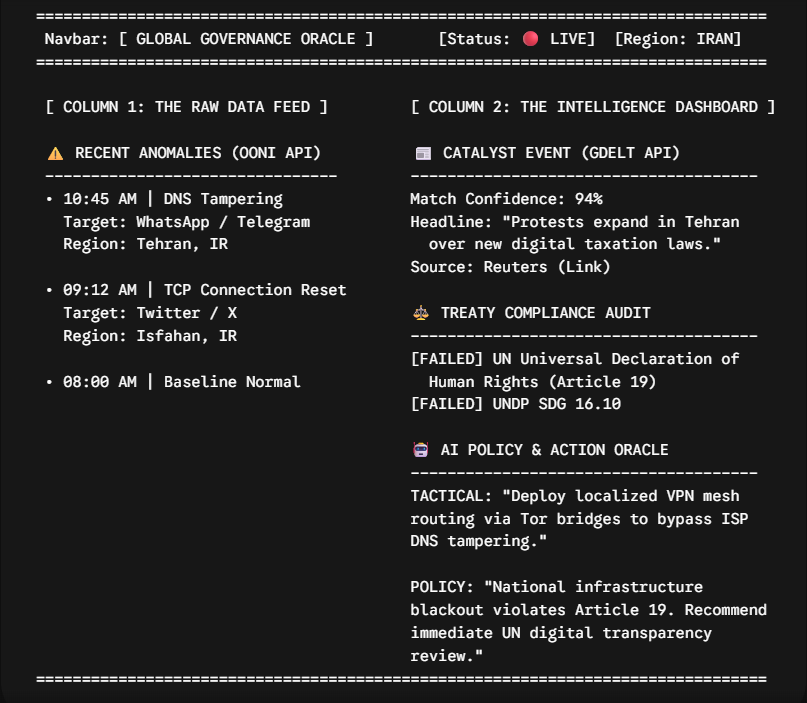 ================================================================================
Navbar: [ GLOBAL GOVERNANCE ORACLE ] [Status: 🔴 LIVE] [Region: IRAN]
================================================================================
[ COLUMN 1: THE RAW DATA FEED ]
⚠️ RECENT ANOMALIES (OONI API)
--------------------------------
• 10:45 AM | DNS Tampering
Target: WhatsApp / Telegram
Region: Tehran, IR
• 09:12 AM | TCP Connection Reset
Target: Twitter / X
Region: Isfahan, IR
• 08:00 AM | Baseline Normal
[ COLUMN 2: THE INTELLIGENCE DASHBOARD ]
📰 CATALYST EVENT (GDELT API)
--------------------------------------
Match Confidence: 94%
Headline: "Protests expand in Tehran
over new digital taxation laws."
Source: Reuters (Link)
⚖️ TREATY COMPLIANCE AUDIT
--------------------------------------
[FAILED] UN Universal Declaration of
Human Rights (Article 19)
[FAILED] UNDP SDG 16.10
🤖 AI POLICY & ACTION ORACLE
--------------------------------------
TACTICAL: "Deploy localized VPN mesh
routing via Tor bridges to bypass ISP
DNS tampering."
POLICY: "National infrastructure
blackout violates Article 19. Recommend
immediate UN digital transparency
review."
================================================================================